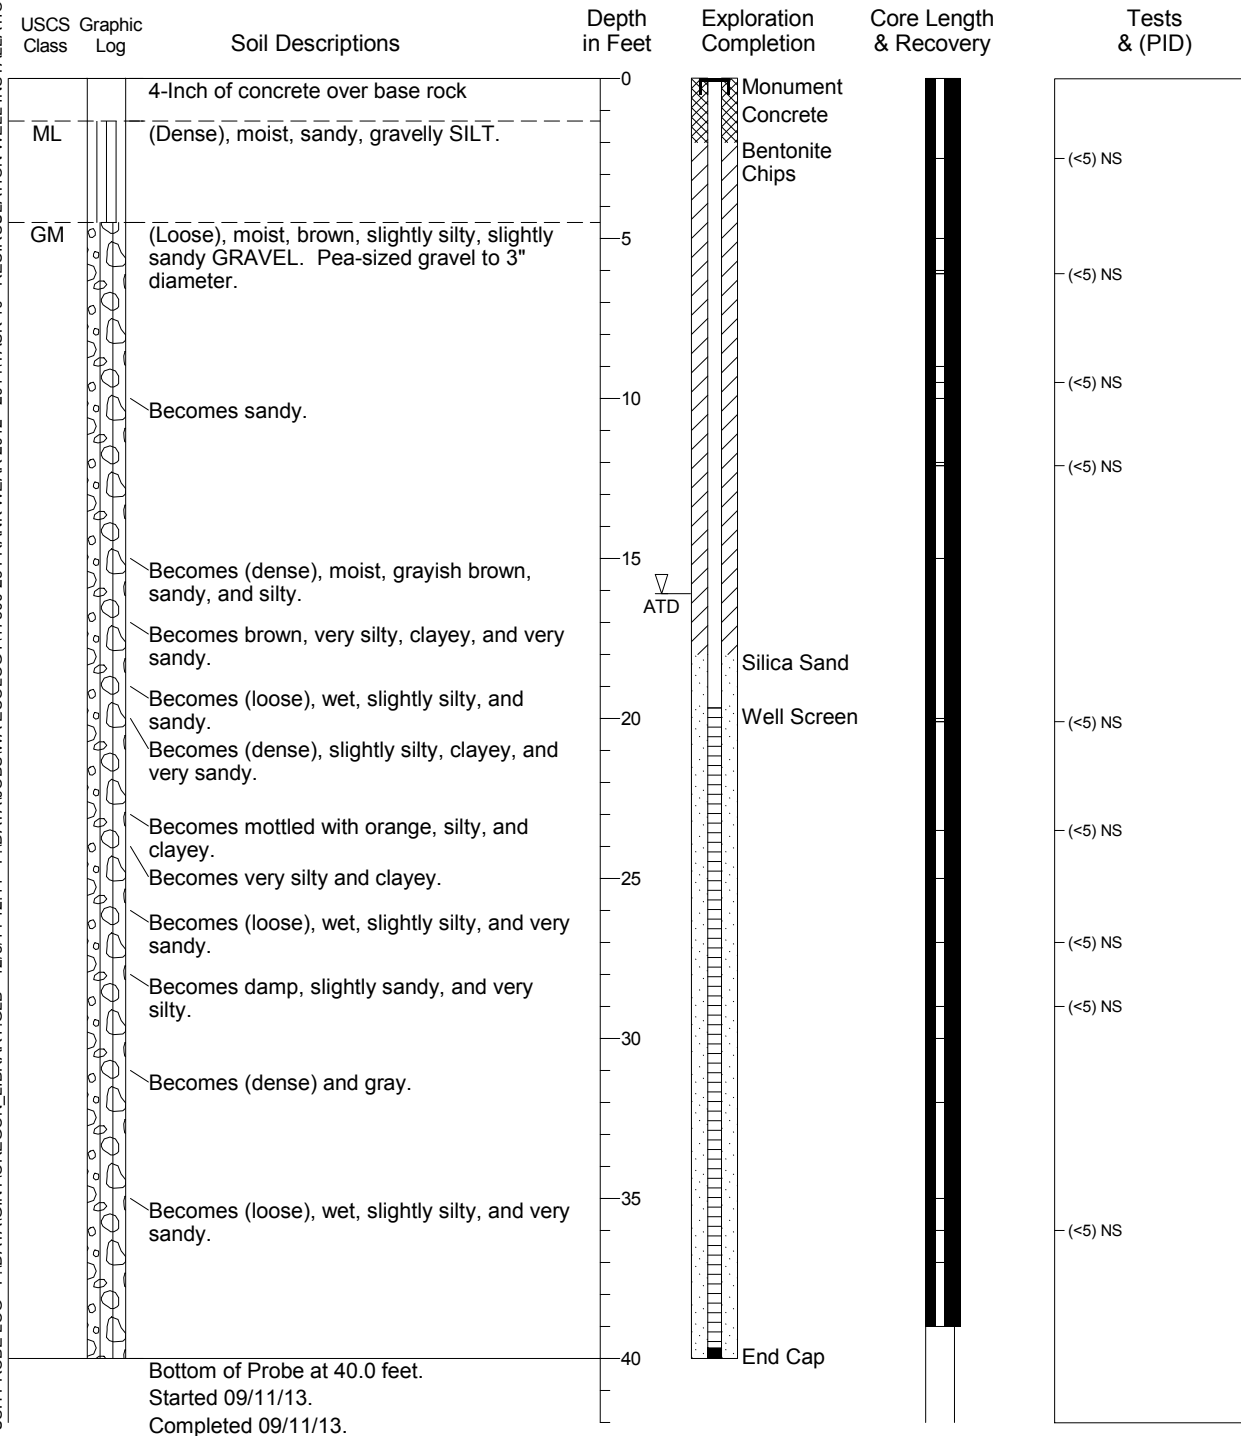 USCS Class
Graphic Log
Soil Descriptions
Depth in Feet
Exploration Completion
Core Length & Recovery
Tests & (PID)
4-Inch of concrete over base rock
0
Monument
Concrete
ML
(Dense), moist, sandy, gravelly SILT.
Bentonite
Chips
(<5) NS
GM
(Loose), moist, brown, slightly silty, slightly
sandy GRAVEL. Pea-sized gravel to 3"
diameter.
5
(<5) NS
(<5) NS
Becomes sandy.
10
(<5) NS
Becomes (dense), moist, grayish brown,
sandy, and silty.
15
ATD
Becomes brown, very silty, clayey, and very
sandy.
Silica Sand
Becomes (loose), wet, slightly silty, and
sandy.
20
Well Screen
(<5) NS
Becomes (dense), slightly silty, clayey, and
very sandy.
Becomes mottled with orange, silty, and
clayey.
(<5) NS
Becomes very silty and clayey.
25
Becomes (loose), wet, slightly silty, and very
sandy.
(<5) NS
Becomes damp, slightly sandy, and very
silty.
(<5) NS
30
Becomes (dense) and gray.
Becomes (loose), wet, slightly silty, and very
sandy.
35
(<5) NS
40
End Cap
Bottom of Probe at 40.0 feet.
Started 09/11/13.
Completed 09/11/13.